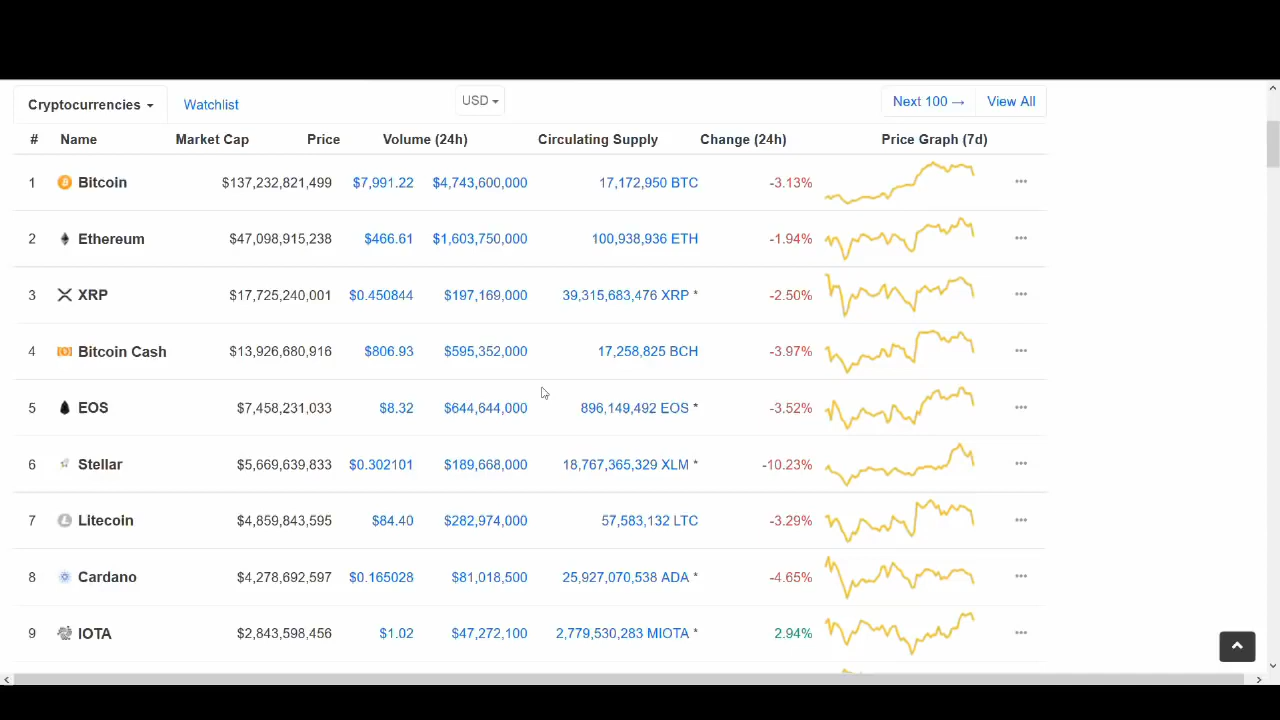 Cryptocurrencies Watchlist USD Next 100 → View All
# Name Market Cap Price Volume (24h) Circulating Supply Change (24h) Price Graph (7d)
1 Bitcoin $137,232,821,499 $7,991.22 $4,743,600,000 17,172,950 BTC -3.13%
2 Ethereum $47,098,915,238 $466.61 $1,603,750,000 100,938,936 ETH -1.94%
3 XRP $17,725,240,001 $0.450844 $197,169,000 39,315,683,476 XRP * -2.50%
4 Bitcoin Cash $13,926,680,916 $806.93 $595,352,000 17,258,825 BCH -3.97%
5 EOS $7,458,231,033 $8.32 $644,644,000 896,149,492 EOS * -3.52%
6 Stellar $5,669,639,833 $0.302101 $189,668,000 18,767,365,329 XLM * -10.23%
7 Litecoin $4,859,843,595 $84.40 $282,974,000 57,583,132 LTC -3.29%
8 Cardano $4,278,692,597 $0.165028 $81,018,500 25,927,070,538 ADA * -4.65%
9 IOTA $2,843,598,456 $1.02 $47,272,100 2,779,530,283 MIOTA * 2.94%